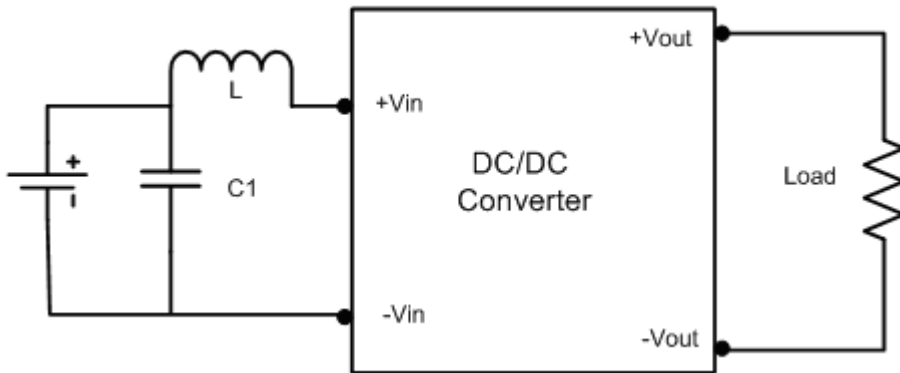 +Vout
L
+Vin
+
DC/DC
Converter
Load
C1
-
-Vin
-Vout